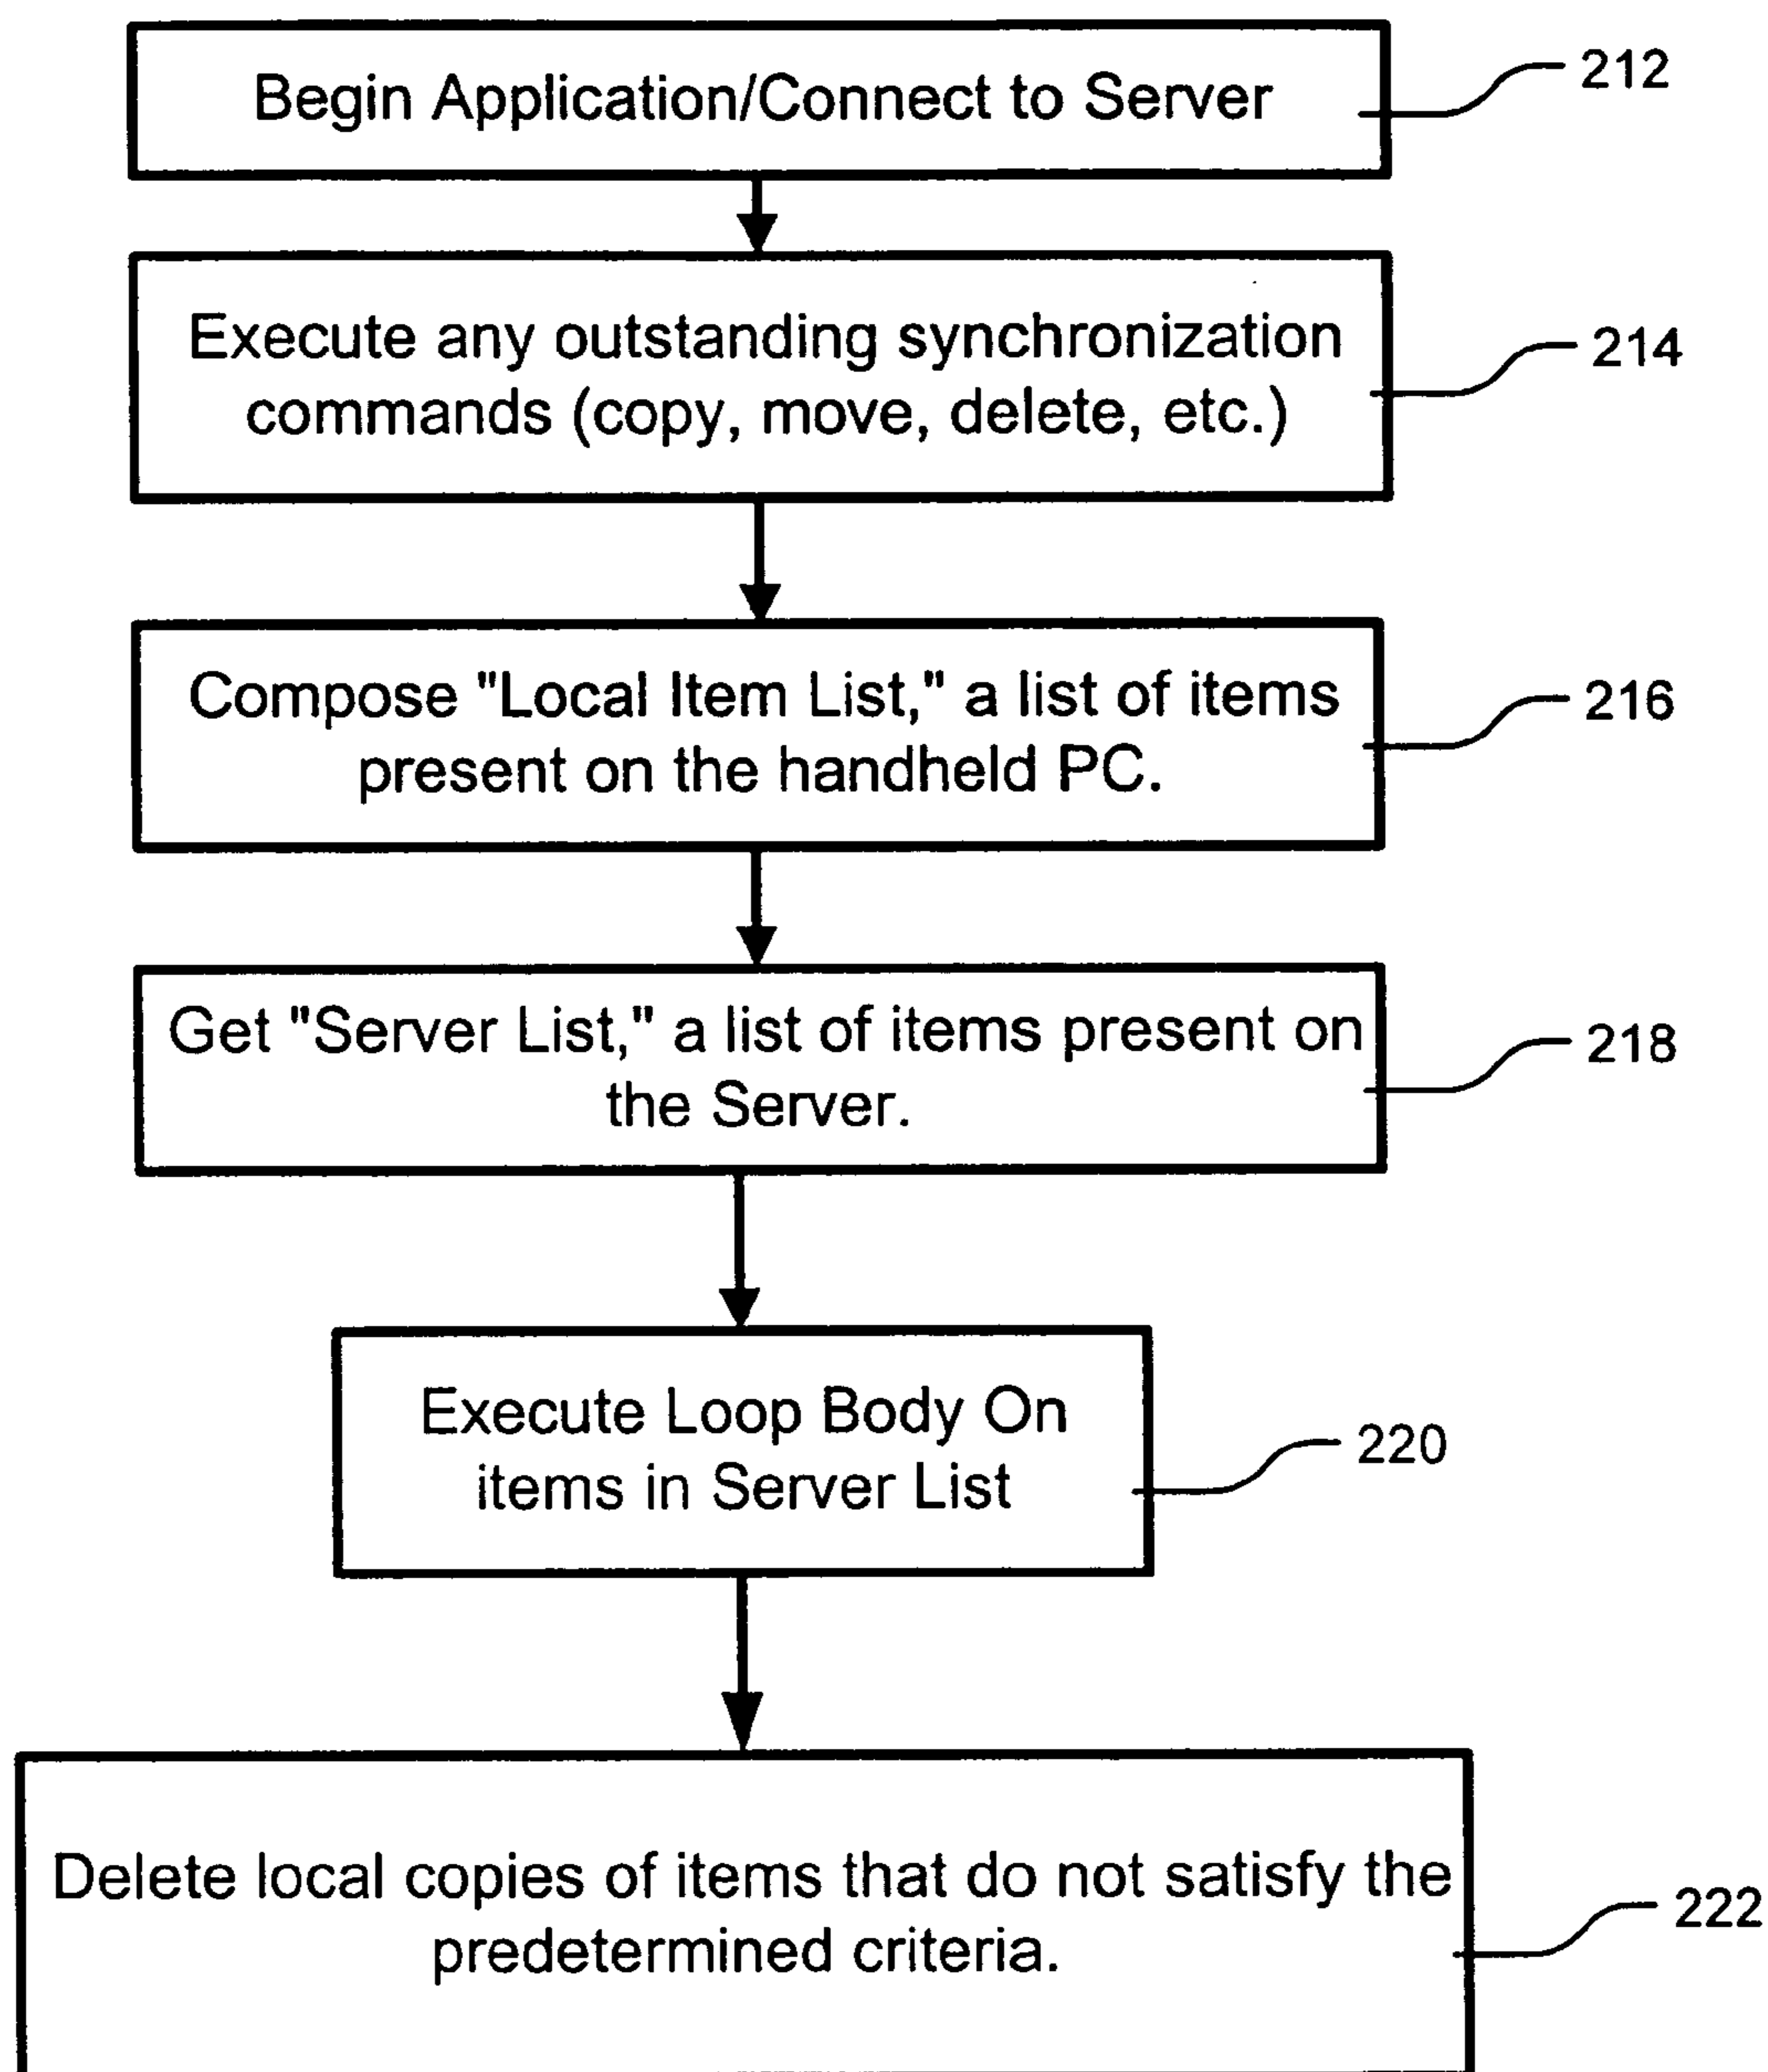 Begin Application/Connect to Server
212
Execute any outstanding synchronization
commands (copy, move, delete, etc.)
214
Compose "Local Item List," a list of items
present on the handheld PC.
216
Get "Server List," a list of items present on
the Server.
218
Execute Loop Body On
items in Server List
220
Delete local copies of items that do not satisfy the
predetermined criteria.
222